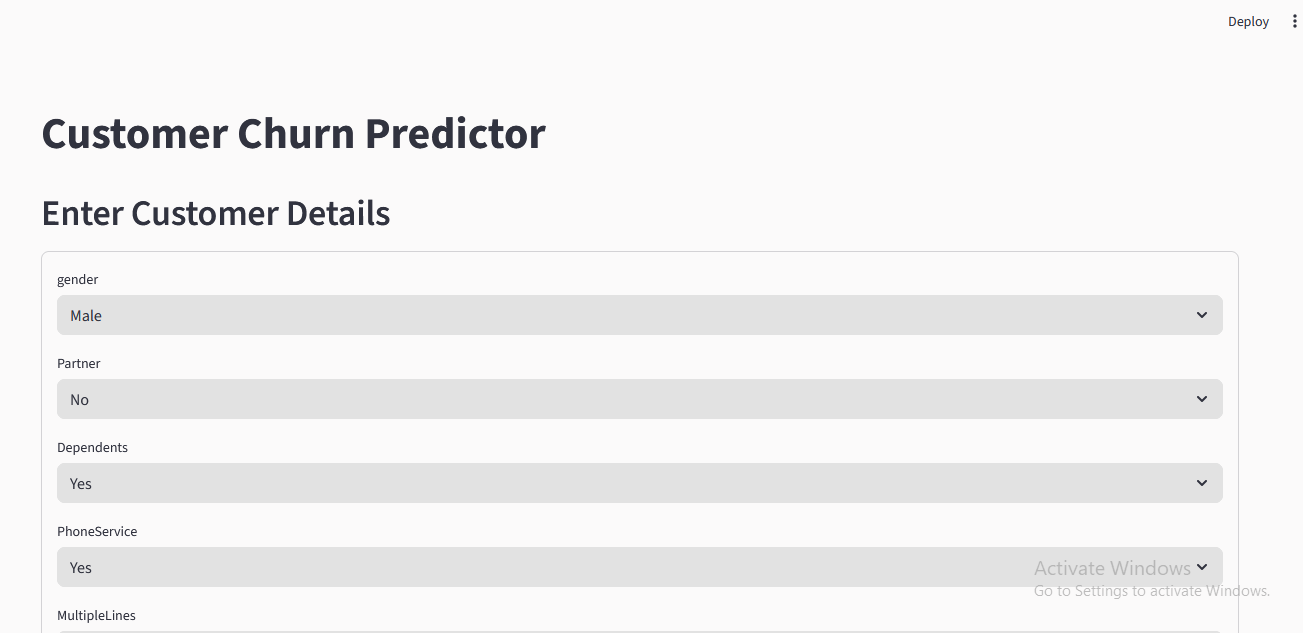 Deploy
Customer Churn Predictor
Enter Customer Details
gender
Male
Partner
No
Dependents
Yes
PhoneService
Yes
Activate Windows
Go to Settings to activate Windows.
MultipleLines